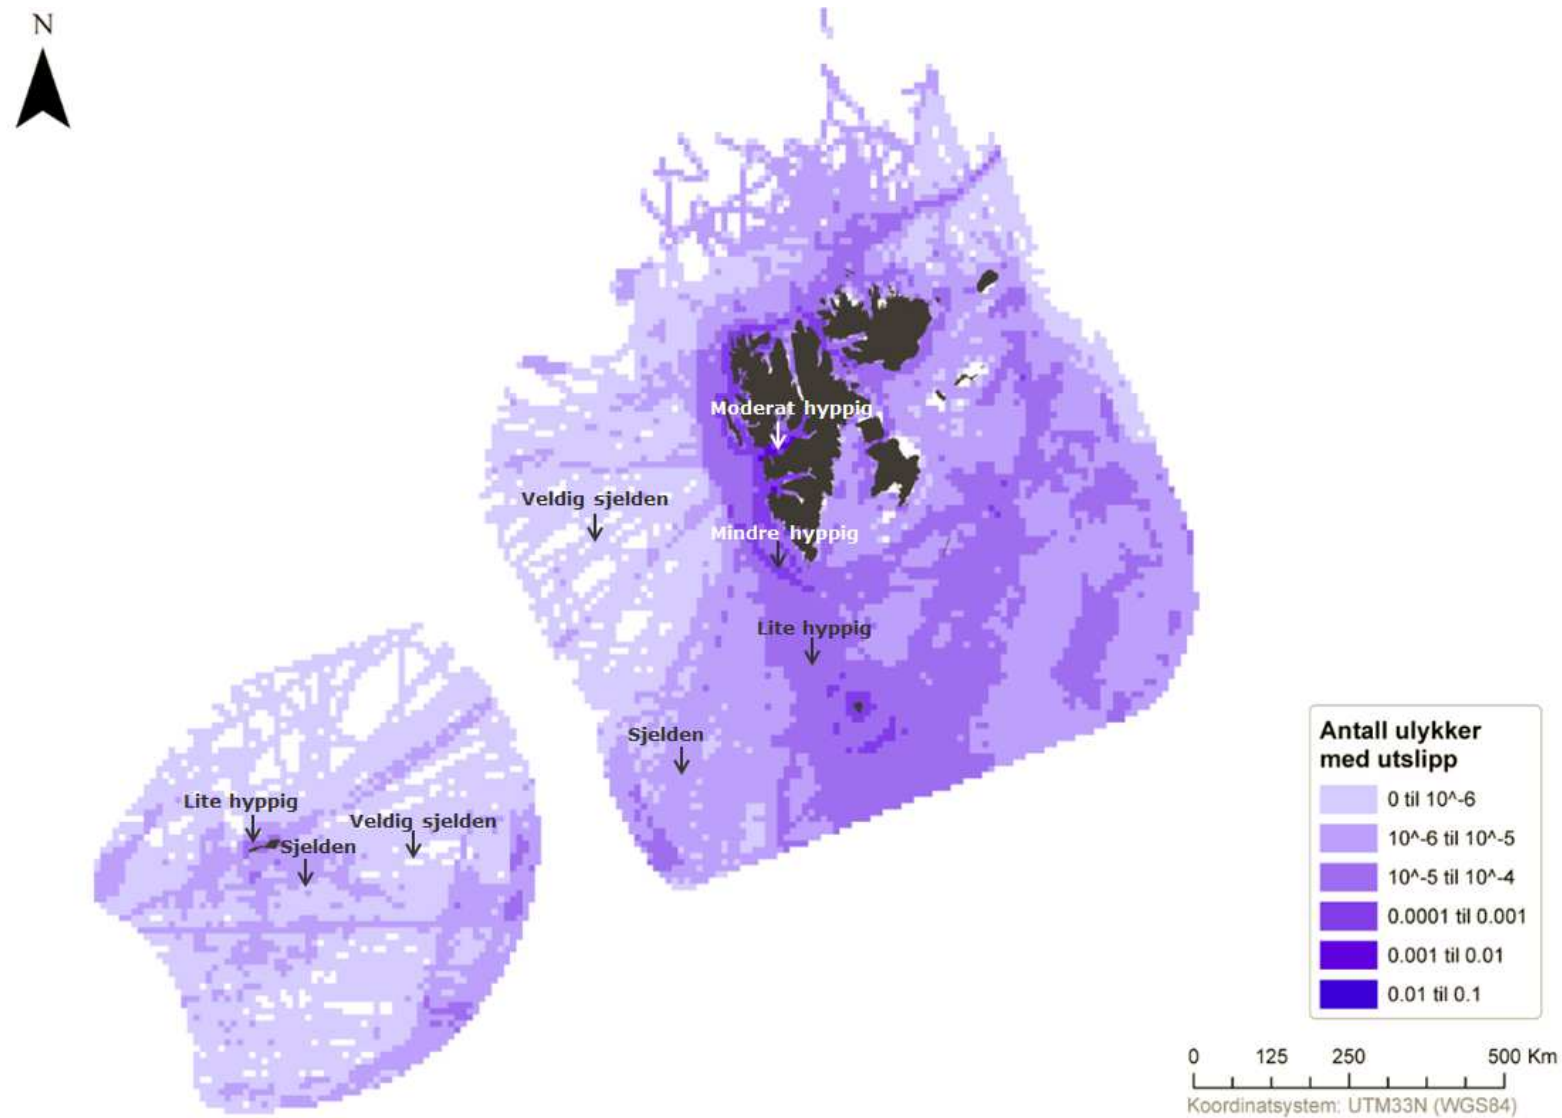 N
Moderat hyppig
Veldig sjelden
Mindre hyppig
Lite hyppig
Sjelden
Lite hyppig
Veldig sjelden
Sjelden
Antall ulykker
med utslipp
0 til 10^-6
10^-6 til 10^-5
10^-5 til 10^-4
0.0001 til 0.001
0.001 til 0.01
0.01 til 0.1
0 125 250 500 Km
Koordinatsystem: UTM33N (WGS84)